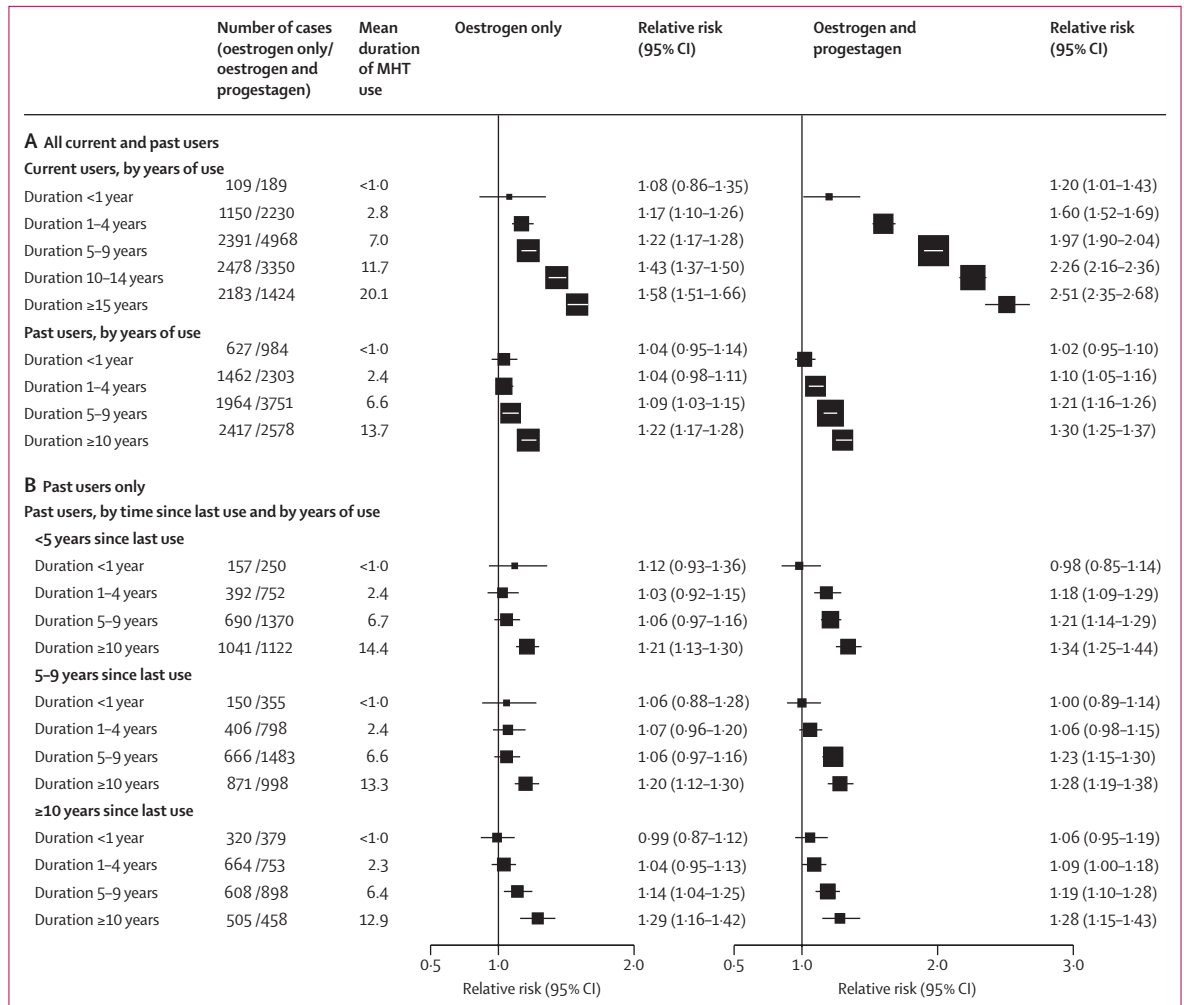 Number of cases Mean Oestrogen only Relative risk Oestrogen and Relative risk
(oestrogen only/ duration (95% CI) progestagen (95% CI)
oestrogen and of MHT
progestagen) use
A All current and past users
Current users, by years of use
Duration <1 year 109/189 <1·0 1·08 (0·86–1·35) 1·20 (1·01–1·43)
Duration 1–4 years 1150/2230 2.8 1·17 (1·10–1·26) 1·60 (1·52–1·69)
Duration 5–9 years 2391/4968 7.0 1·22 (1·17–1·28) 1·97 (1·90–2·04)
Duration 10–14 years 2478/3350 11.7 1·43 (1·37–1·50) 2·26 (2·16–2·36)
Duration ≥15 years 2183/1424 20.1 1·58 (1·51–1·66) 2·51 (2·35–2·68)
Past users, by years of use
Duration <1 year 627/984 <1·0 1·04 (0·95–1·14) 1·02 (0·95–1·10)
Duration 1–4 years 1462/2303 2.4 1·04 (0·98–1·11) 1·10 (1·05–1·16)
Duration 5–9 years 1964/3751 6.6 1·09 (1·03–1·15) 1·21 (1·16–1·26)
Duration ≥10 years 2417/2578 13.7 1·22 (1·17–1·28) 1·30 (1·25–1·37)
B Past users only
Past users, by time since last use and by years of use
<5 years since last use
Duration <1 year 157/250 <1·0 1·12 (0·93–1·36) 0·98 (0·85–1·14)
Duration 1–4 years 392/752 2.4 1·03 (0·92–1·15) 1·18 (1·09–1·29)
Duration 5–9 years 690/1370 6.7 1·06 (0·97–1·16) 1·21 (1·14–1·29)
Duration ≥10 years 1041/1122 14.4 1·21 (1·13–1·30) 1·34 (1·25–1·44)
5–9 years since last use
Duration <1 year 150/355 <1·0 1·06 (0·88–1·28) 1·00 (0·89–1·14)
Duration 1–4 years 406/798 2.4 1·07 (0·96–1·20) 1·06 (0·98–1·15)
Duration 5–9 years 666/1483 6.6 1·06 (0·97–1·16) 1·23 (1·15–1·30)
Duration ≥10 years 871/998 13.3 1·20 (1·12–1·30) 1·28 (1·19–1·38)
≥10 years since last use
Duration <1 year 320/379 <1·0 0·99 (0·87–1·12) 1·06 (0·95–1·19)
Duration 1–4 years 664/753 2.3 1·04 (0·95–1·13) 1·09 (1·00–1·18)
Duration 5–9 years 608/898 6.4 1·14 (1·04–1·25) 1·19 (1·10–1·28)
Duration ≥10 years 505/458 12.9 1·29 (1·16–1·42) 1·28 (1·15–1·43)
0·5 1·0 2·0 0·5 1·0 2·0 3·0
Relative risk (95% CI) Relative risk (95% CI)